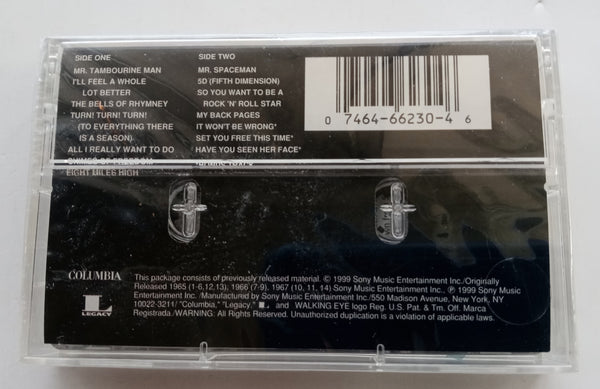 SIDE ONE
MR. TAMBOURINE MAN
I'LL FEEL A WHOLE
LOT BETTER
THE BELLS OF RHYMNEY
TURN! TURN! TURN!
(TO EVERYTHING THERE
IS A SEASON)
ALL I REALLY WANT TO DO
CHIMES OF FREEDOM
EIGHT MILES HIGH
SIDE TWO
MR. SPACEMAN
5D (FIFTH DIMENSION)
SO YOU WANT TO BE A
ROCK 'N' ROLL STAR
MY BACK PAGES
IT WON'T BE WRONG*
SET YOU FREE THIS TIME*
HAVE YOU SEEN HER FACE*
0 7464-66230-4 6
COLUMBIA
L
LEGACY
This package consists of previously released material. © 1999 Sony Music Entertainment Inc./Originally
Released 1965 (1-6,12,13), 1966 (7-9), 1967 (10, 11, 14) Sony Music Entertainment Inc., ℗ 1999 Sony Music
Entertainment Inc./Manufactured by Sony Music Entertainment Inc./550 Madison Avenue, New York, NY
10022-3211/"Columbia," "Legacy," L and WALKING EYE logo Reg. U.S. Pat. & Tm. Off. Marca
Registrada./WARNING: All Rights Reserved. Unauthorized duplication is a violation of applicable laws.